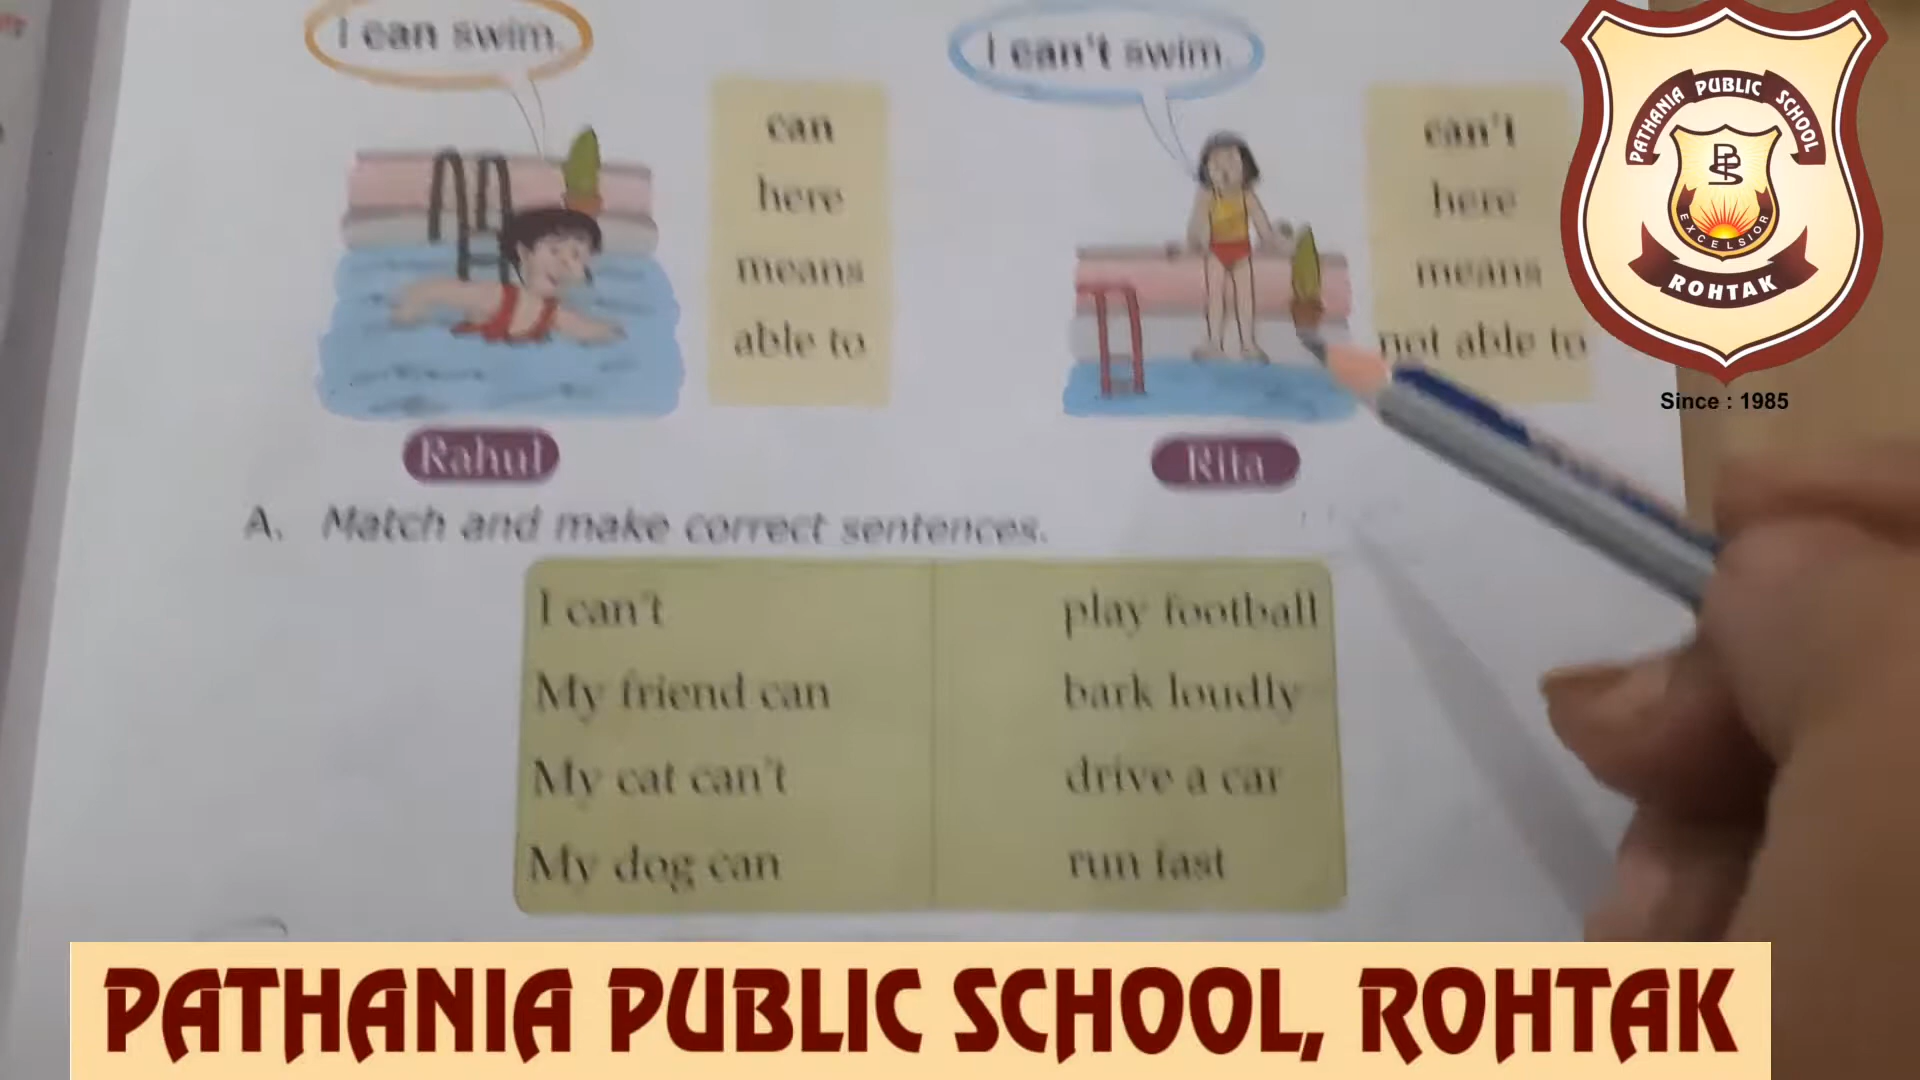 I can swim.
I can't swim.
can
here
means
able to
can't
here
means
not able to
Rahul
Rita
A. Match and make correct sentences.
I can't play football
My friend can bark loudly
My cat can't drive a car
My dog can run fast
PATHANIA PUBLIC SCHOOL
PBS
EXCELSIOR
ROHTAK
Since : 1985
PATHANIA PUBLIC SCHOOL, ROHTAK